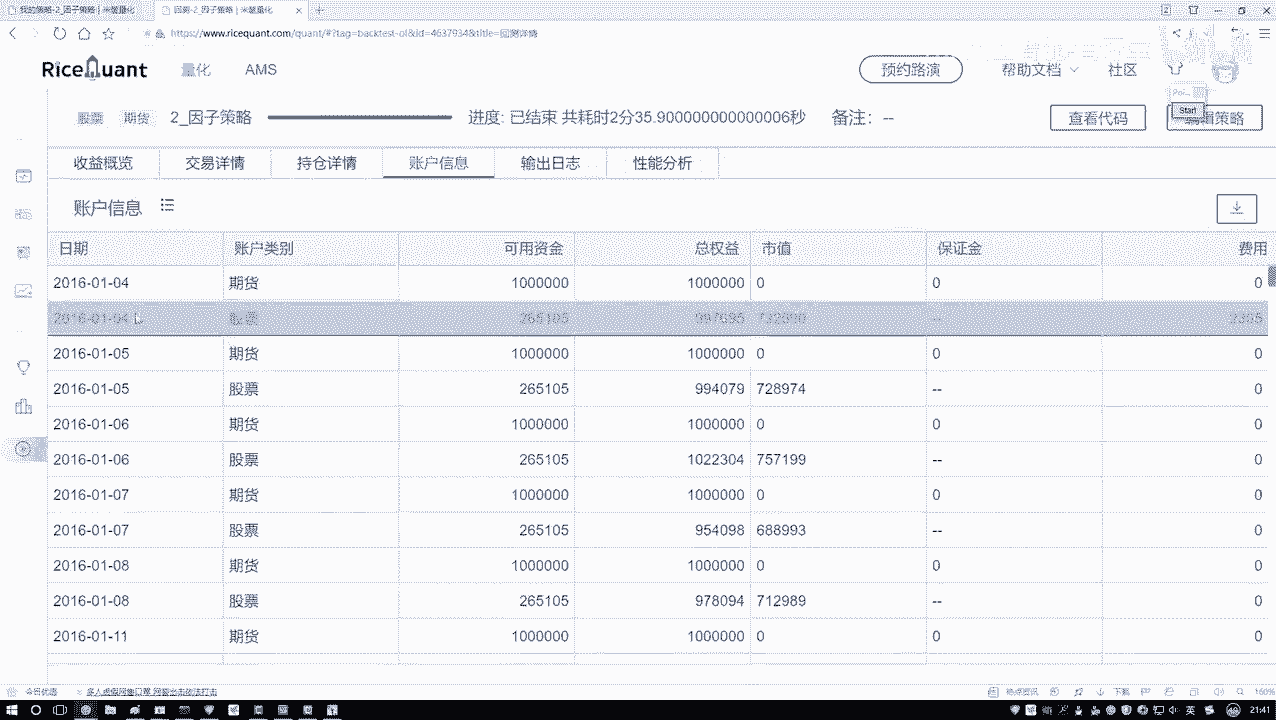 我的策略-2_因子策略 | 米筐量化
回测-2_因子策略 | 米筐量化
https://www.ricequant.com/quant/#?tag=backtest-ol&id=4637934&title=回测详情
RiceQuant 量化 AMS 预约路演 帮助文档 社区
股票 期货 2_因子策略 进度: 已结束 共耗时2分35.900000000000006秒 备注: -- 查看代码
Start
收益概览 交易详情 持仓详情 账户信息 输出日志 性能分析
账户信息
日期 账户类别 可用资金 总权益 市值 保证金 费用
2016-01-04 期货 1000000 1000000 0 0 0
2016-01-04 股票 265105 --
2016-01-05 期货 1000000 1000000 0 0 0
2016-01-05 股票 265105 994079 728974 -- 0
2016-01-06 期货 1000000 1000000 0 0 0
2016-01-06 股票 265105 1022304 757199 -- 0
2016-01-07 期货 1000000 1000000 0 0 0
2016-01-07 股票 265105 954098 688993 -- 0
2016-01-08 期货 1000000 1000000 0 0 0
2016-01-08 股票 265105 978094 712989 -- 0
2016-01-11 期货 1000000 1000000 0 0 0
今日优选
热点资讯 下载 160%
21:41